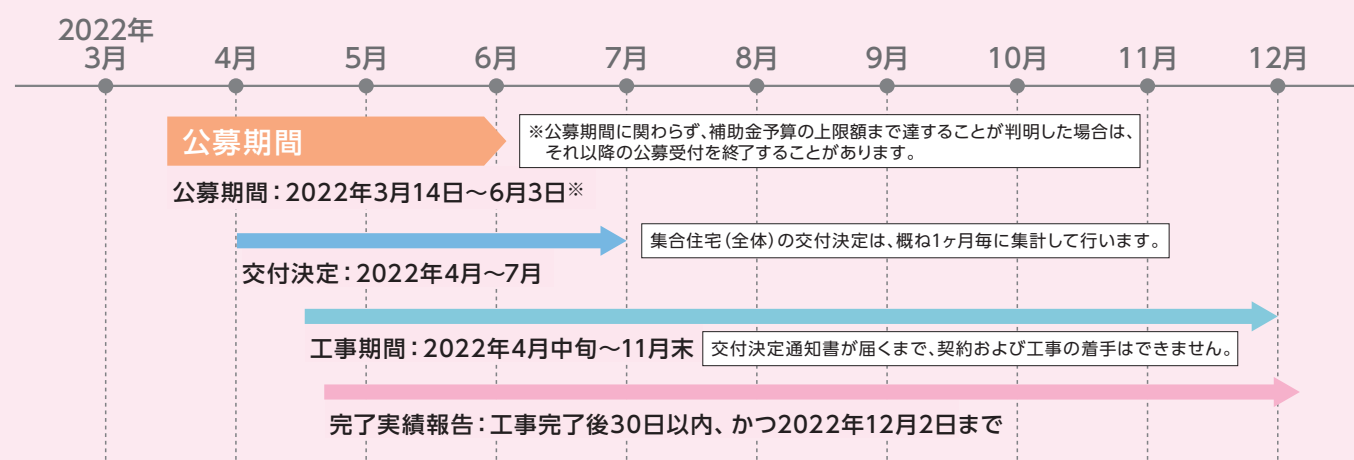 2022年
3月 4月 5月 6月 7月 8月 9月 10月 11月 12月
公募期間
※公募期間に関わらず、補助金予算の上限額まで達することが判明した場合は、
それ以降の公募受付を終了することがあります。
公募期間：2022年3月14日～6月3日※
集合住宅（全体）の交付決定は、概ね1ヶ月毎に集計して行います。
交付決定：2022年4月～7月
工事期間：2022年4月中旬～11月末
交付決定通知書が届くまで、契約および工事の着手はできません。
完了実績報告：工事完了後30日以内、かつ2022年12月2日まで